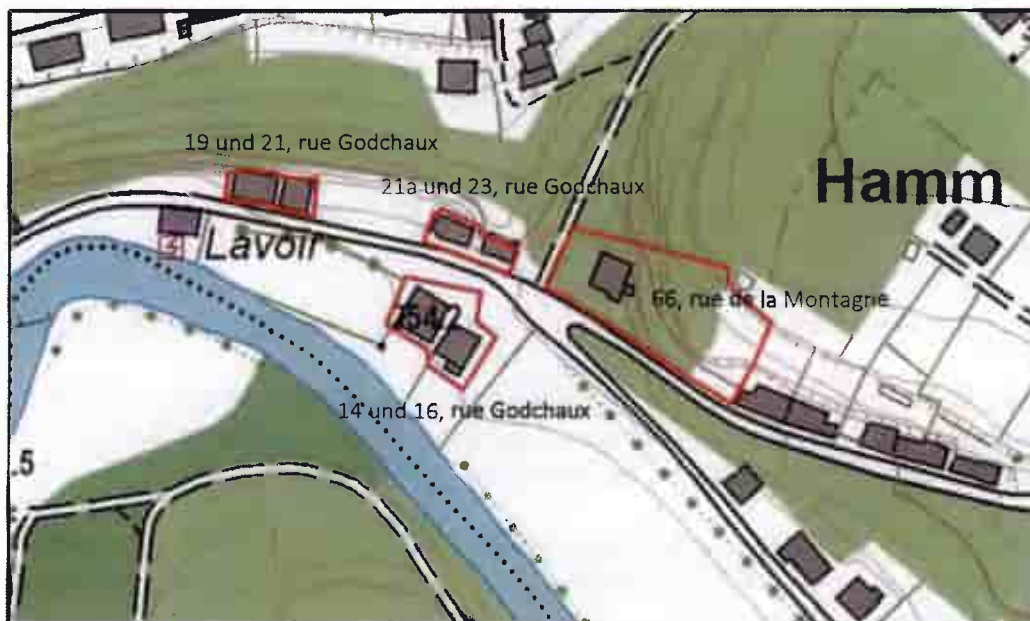 19 und 21, rue Godchaux
21a und 23, rue Godchaux
Hamm
Lavoir
66, rue de la Montagne
254
14 und 16, rue Godchaux
.5